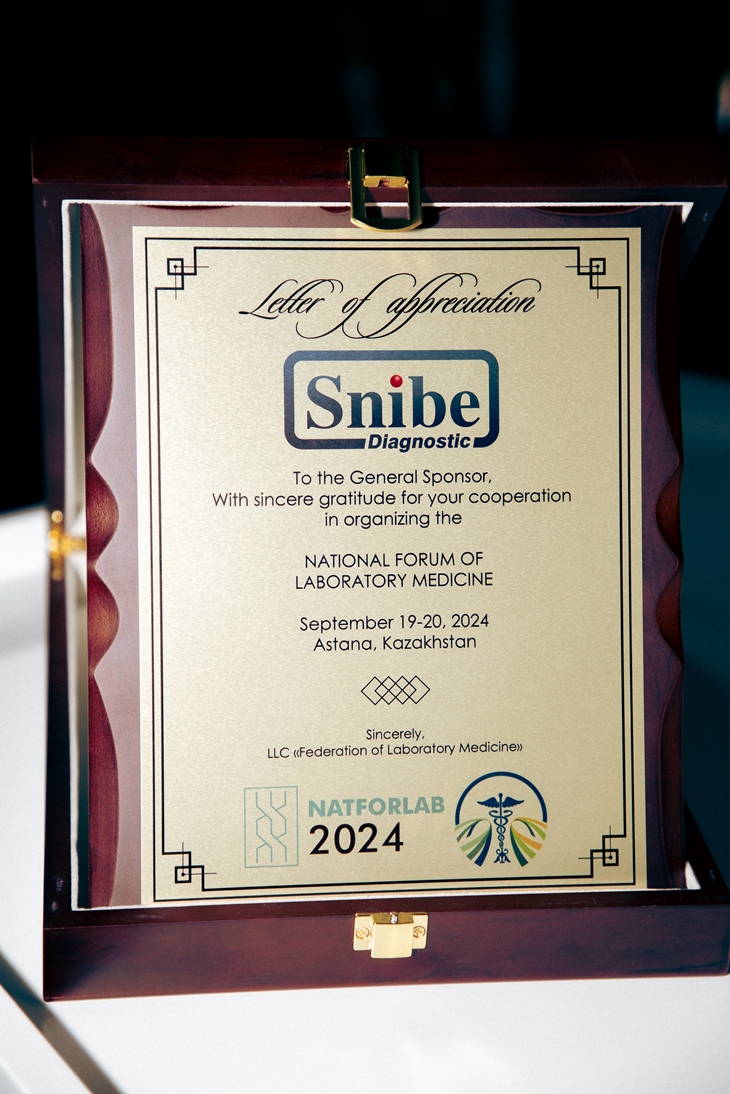 Letter of appreciation
Snibe
Diagnostic
To the General Sponsor,
With sincere gratitude for your cooperation
in organizing the
NATIONAL FORUM OF
LABORATORY MEDICINE
September 19-20, 2024
Astana, Kazakhstan
Sincerely,
LLC «Federation of Laboratory Medicine»
NATFORLAB
2024